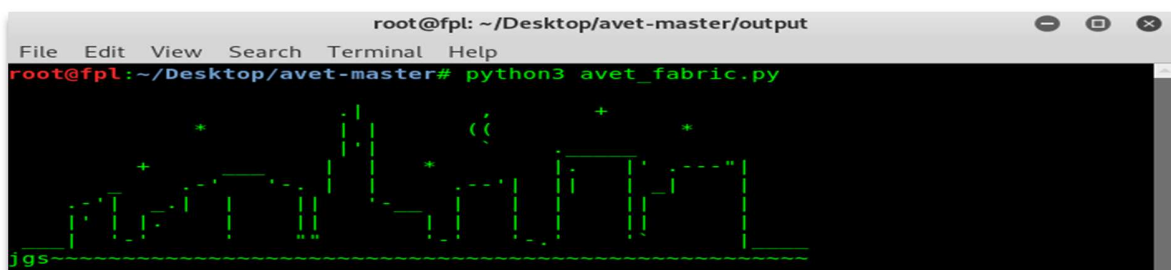 root@fpl: ~/Desktop/avet-master/output
File Edit View Search Terminal Help
root@fpl:~/Desktop/avet-master# python3 avet_fabric.py
jgs~~~~~~~~~~~~~~~~~~~~~~~~~~~~~~~~~~~~~~~~~~~~~~~~~~~~~